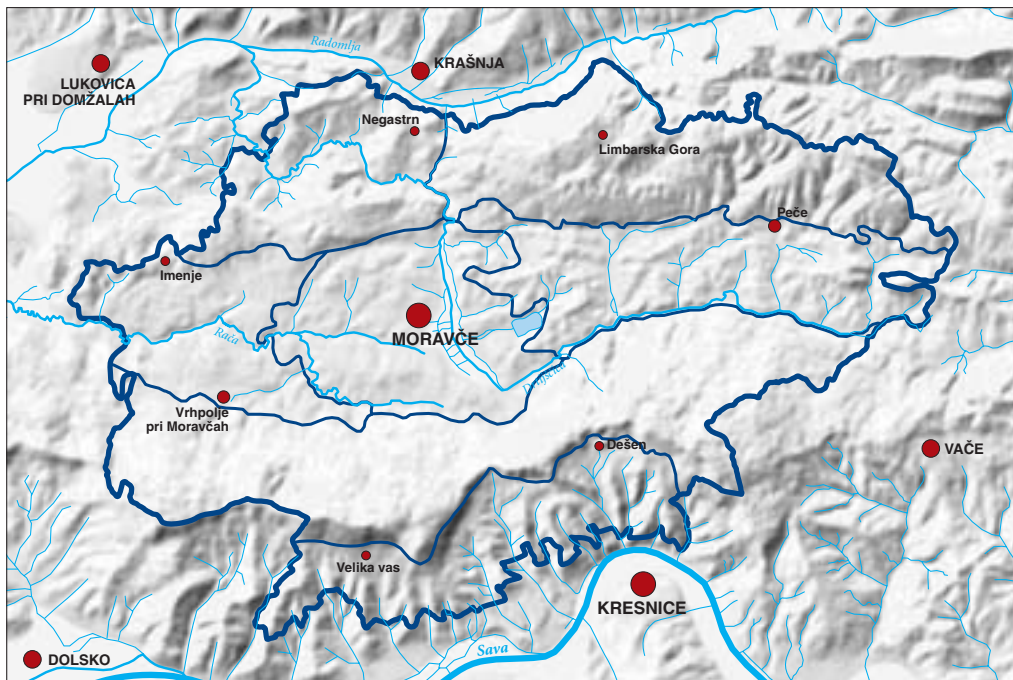 Radomlja
KRAŠNJA
LUKOVICA
PRI DOMŽALAH
Negastrn
Limbarska Gora
Peče
Imenje
MORAVČE
Rača
Drtijščica
Vrhpolje
pri Moravčah
Dešen
VAČE
Velika vas
KRESNICE
Sava
DOLSKO